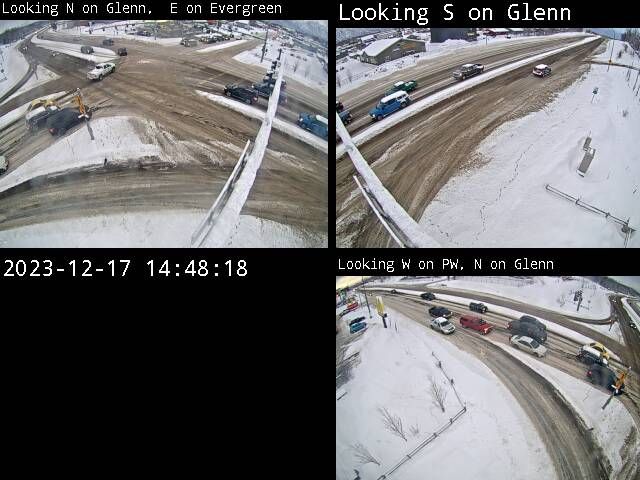 Looking N on Glenn,  E on Evergreen
Looking S on Glenn
2023-12-17 14:48:18
Looking W on PW, N on Glenn